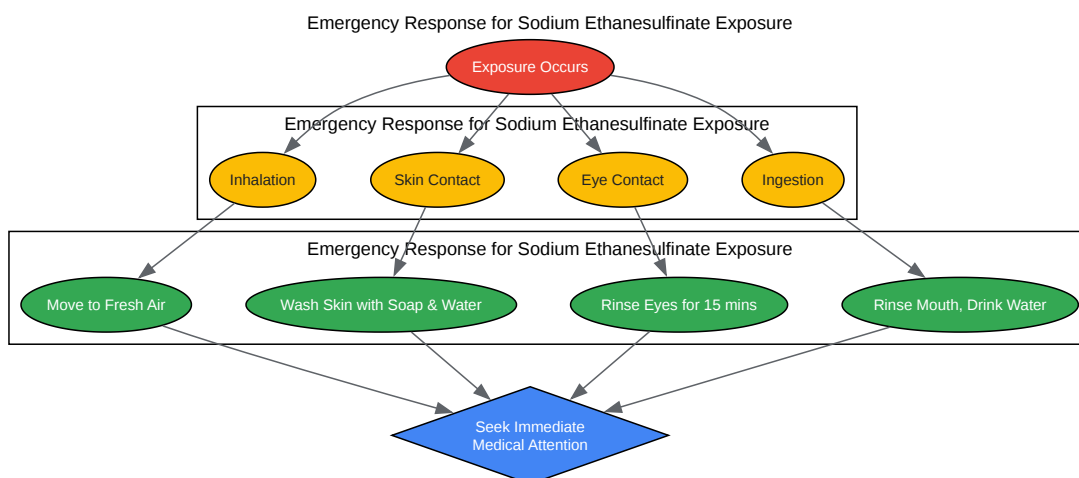 Emergency Response for Sodium Ethanesulfinate Exposure
Exposure Occurs
Emergency Response for Sodium Ethanesulfinate Exposure
Inhalation
Skin Contact
Eye Contact
Ingestion
Emergency Response for Sodium Ethanesulfinate Exposure
Move to Fresh Air
Wash Skin with Soap & Water
Rinse Eyes for 15 mins
Rinse Mouth, Drink Water
Seek Immediate
Medical Attention